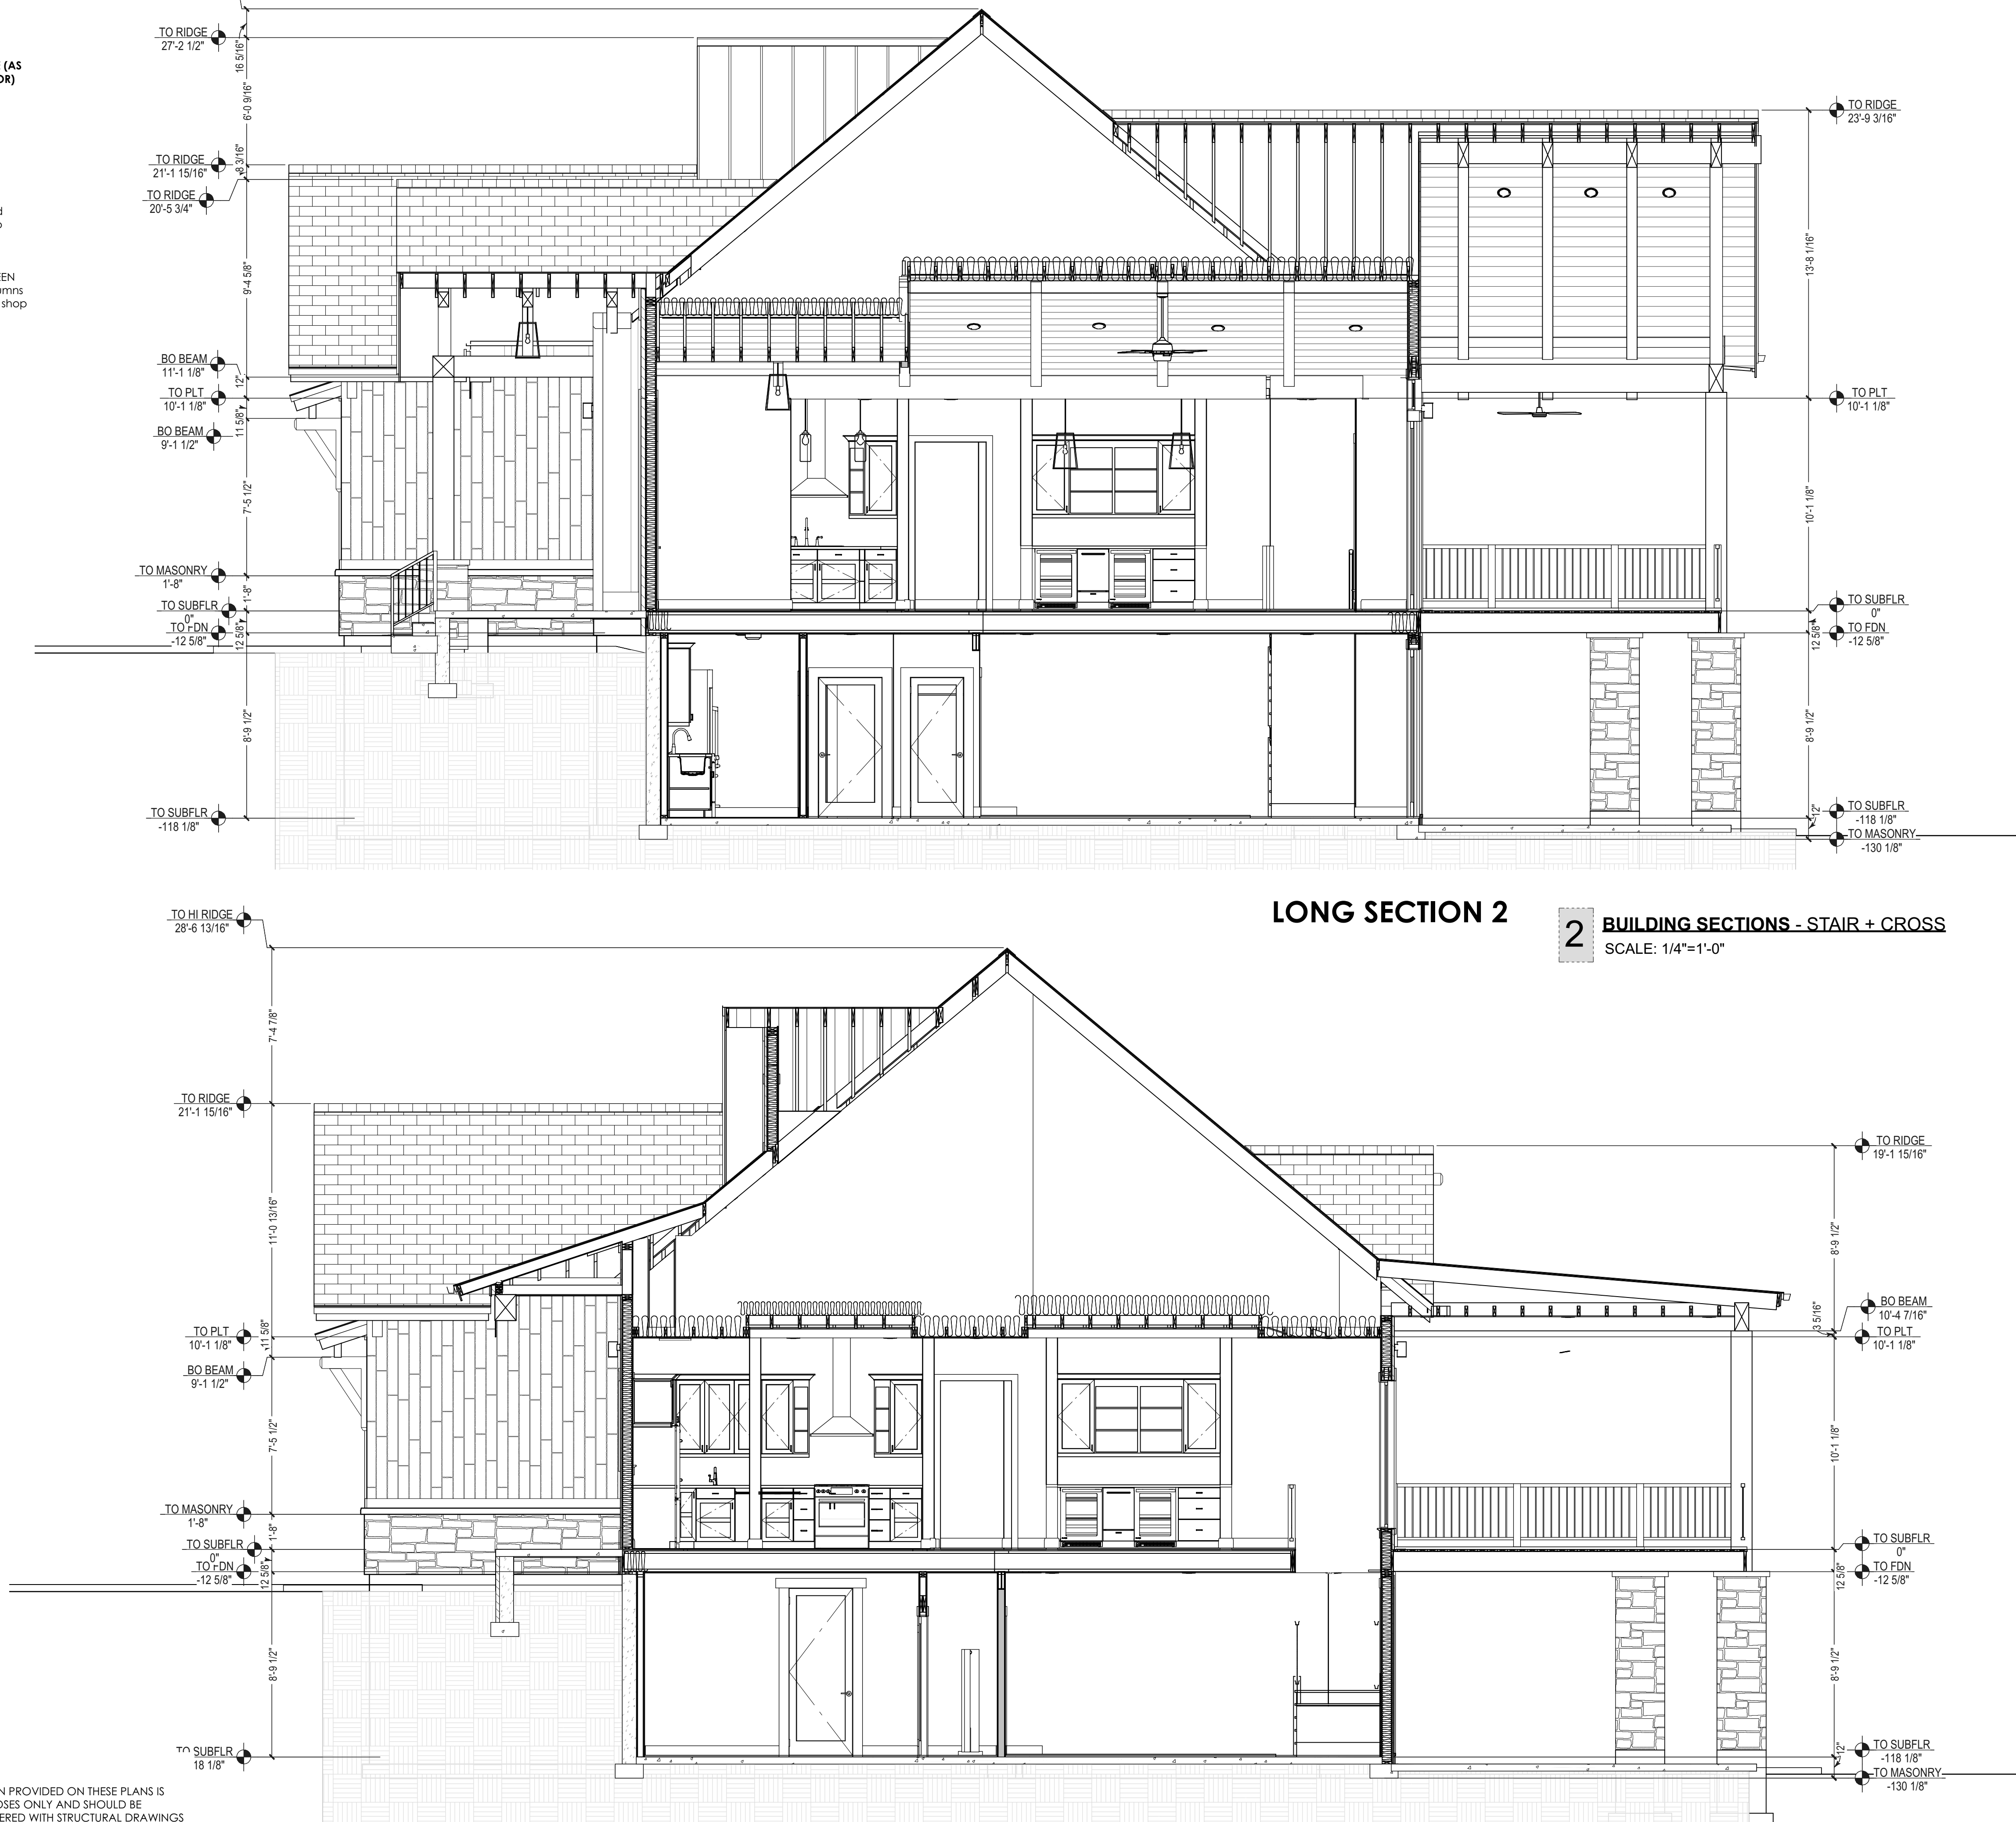 (AS
OR)
EEN
umns
shop
TO RIDGE
27'-2 1/2"
16 5/16"
6'-0 9/16"
TO RIDGE
21'-1 15/16"
8 3/16"
TO RIDGE
20'-5 3/4"
9'-4 5/8"
BO BEAM
11'-1 1/8"
12"
TO PLT
10'-1 1/8"
11 5/8"
BO BEAM
9'-1 1/2"
7'-5 1/2"
TO MASONRY
1'-8"
1'-8"
TO SUBFLR
0"
TO FDN
-12 5/8"
12 5/8"
8'-9 1/2"
TO SUBFLR
-118 1/8"
TO RIDGE
23'-9 3/16"
13'-8 1/16"
TO PLT
10'-1 1/8"
10'-1 1/8"
TO SUBFLR
0"
TO FDN
-12 5/8"
12 5/8"
8'-9 1/2"
TO SUBFLR
-118 1/8"
12"
TO MASONRY
-130 1/8"
LONG SECTION 2
2
BUILDING SECTIONS - STAIR + CROSS
SCALE: 1/4"=1'-0"
TO HI RIDGE
28'-6 13/16"
7'-4 7/8"
TO RIDGE
21'-1 15/16"
11'-0 13/16"
TO PLT
10'-1 1/8"
11 5/8"
BO BEAM
9'-1 1/2"
7'-5 1/2"
TO MASONRY
1'-8"
1'-8"
TO SUBFLR
0"
TO FDN
-12 5/8"
12 5/8"
8'-9 1/2"
TO SUBFLR
18 1/8"
TO RIDGE
19'-1 15/16"
8'-9 1/2"
BO BEAM
10'-4 7/16"
3 5/16"
TO PLT
10'-1 1/8"
10'-1 1/8"
TO SUBFLR
0"
TO FDN
-12 5/8"
12 5/8"
8'-9 1/2"
TO SUBFLR
-118 1/8"
12"
TO MASONRY
-130 1/8"
N PROVIDED ON THESE PLANS IS
OSES ONLY AND SHOULD BE
ERED WITH STRUCTURAL DRAWINGS